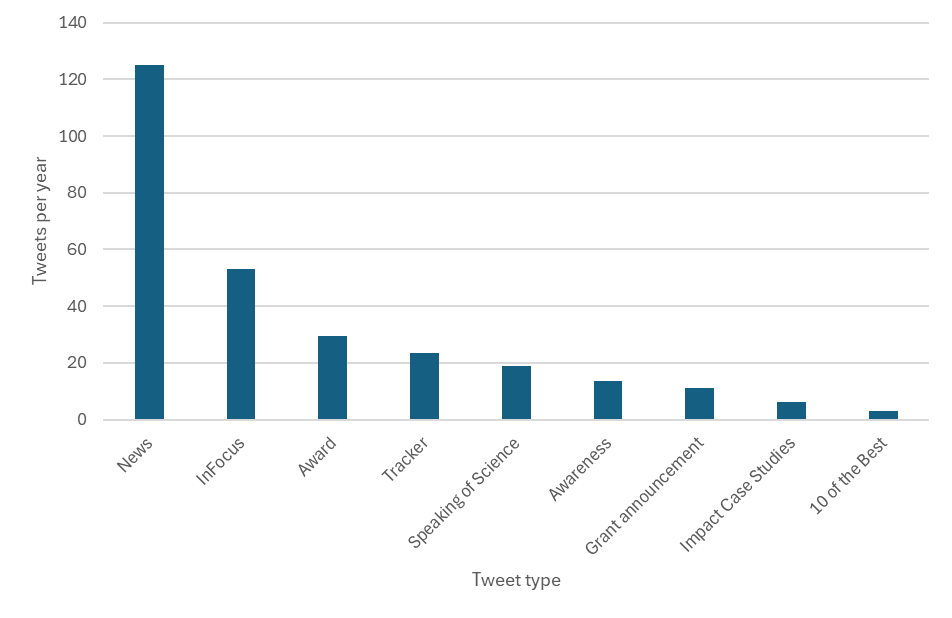 140
120
100
80
60
40
20
0
Tweets per year
News
InFocus
Award
Tracker
Speaking of Science
Awareness
Grant announcement
Impact Case Studies
10 of the Best
Tweet type